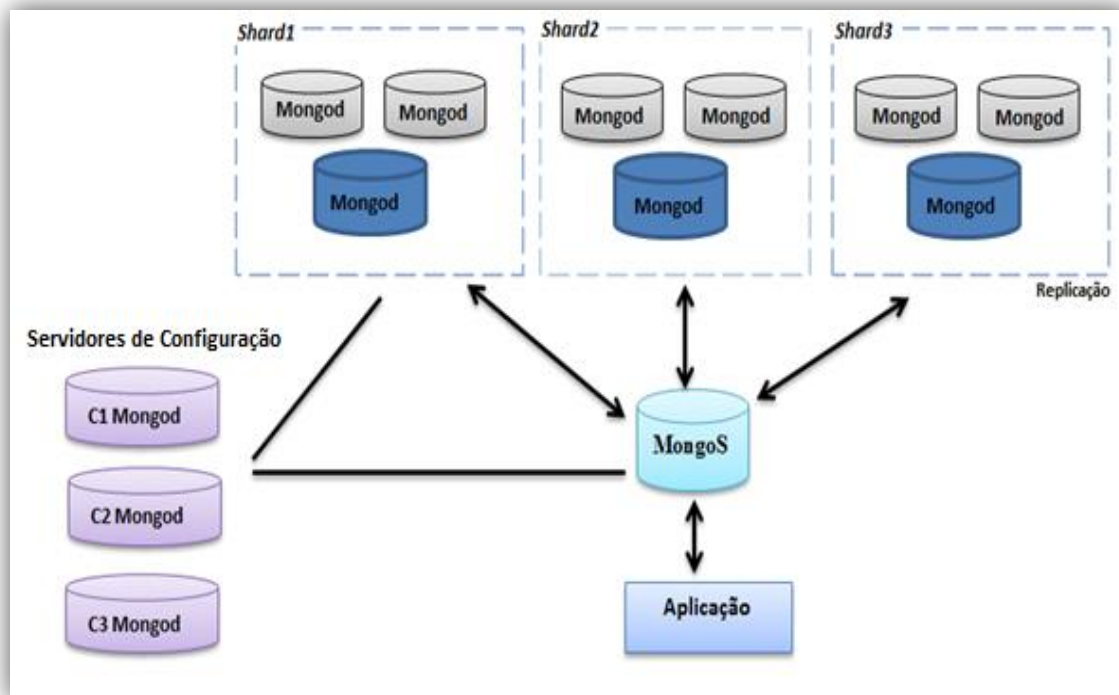 Shard1
Shard2
Shard3
Mongod
Mongod
Mongod
Mongod
Mongod
Mongod
Mongod
Mongod
Mongod
Replicação
Servidores de Configuração
C1 Mongod
C2 Mongod
C3 Mongod
MongoS
Aplicação